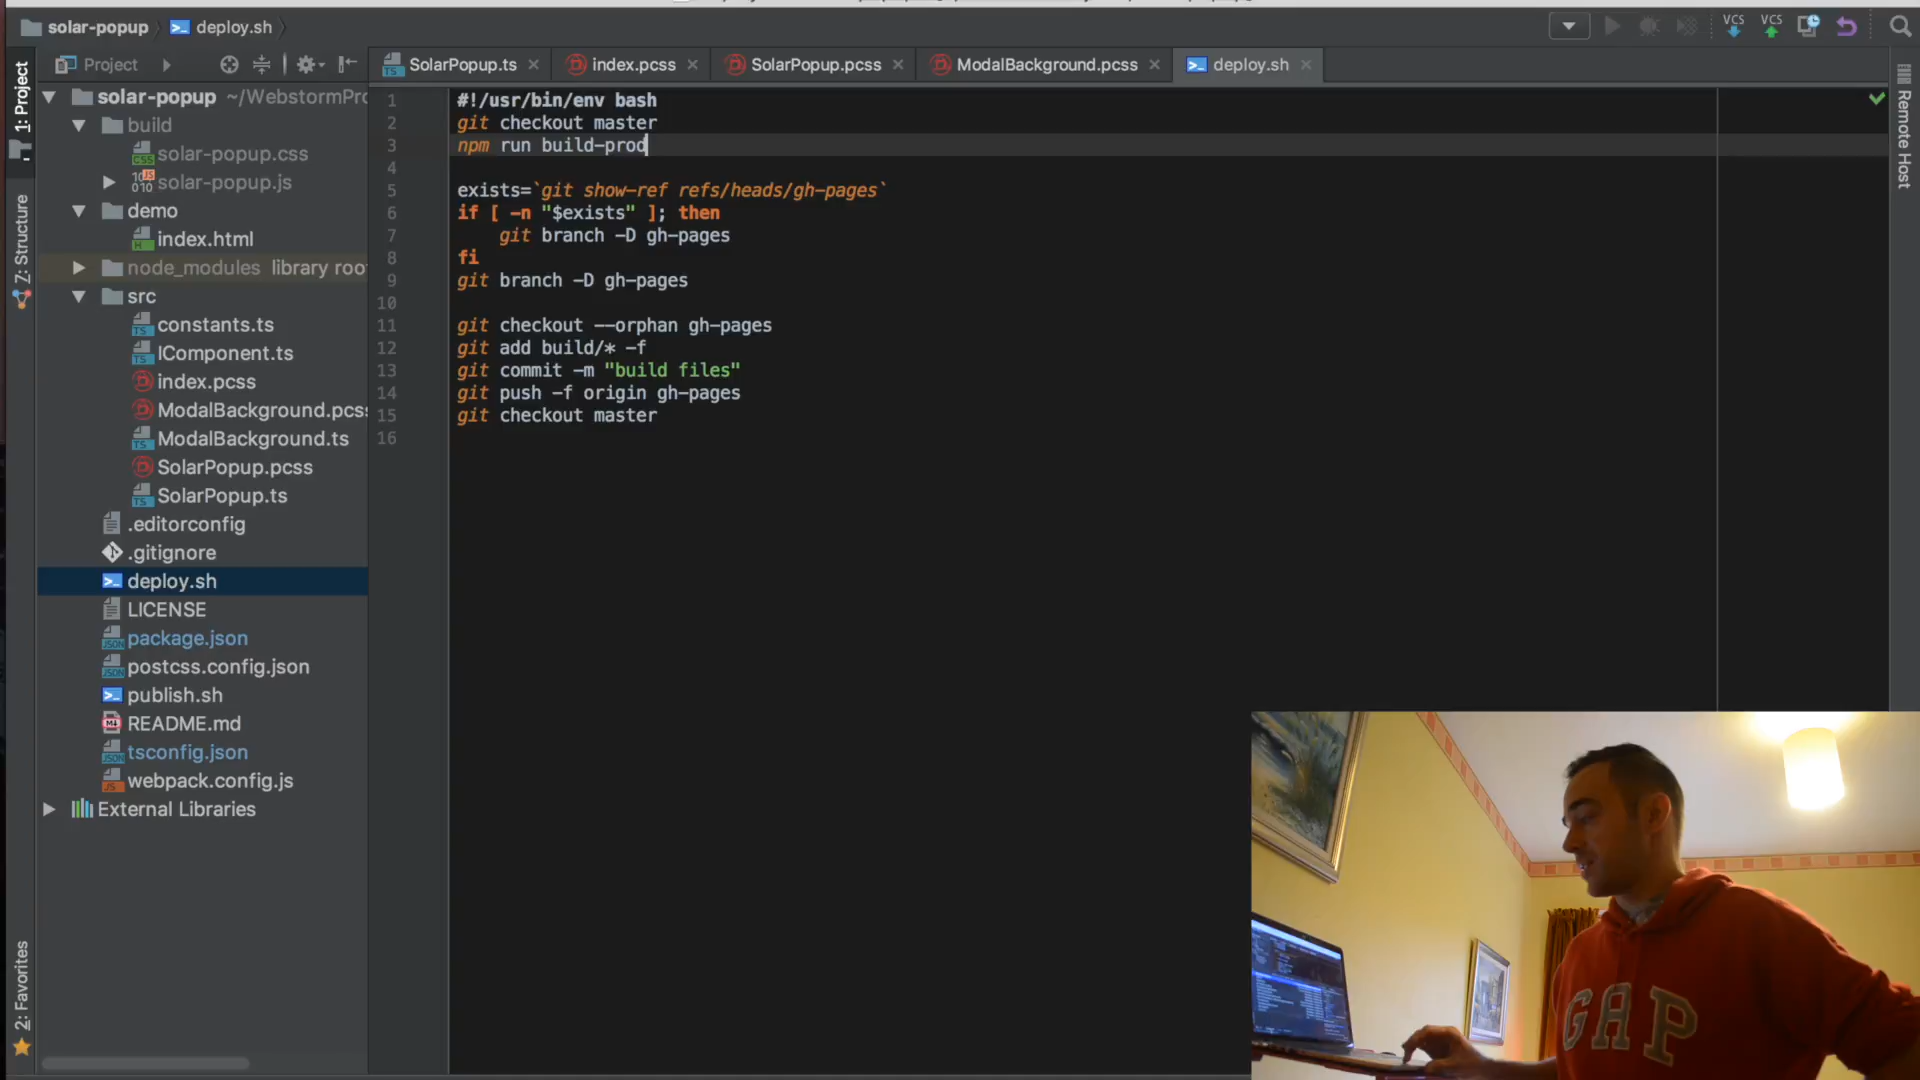 solar-popup
deploy.sh
VCS
VCS
1: Project
Project
SolarPopup.ts
index.pcss
SolarPopup.pcss
ModalBackground.pcss
deploy.sh
solar-popup ~/WebstormPro
build
solar-popup.css
solar-popup.js
demo
index.html
node_modules library roo
src
constants.ts
IComponent.ts
index.pcss
ModalBackground.pcss
ModalBackground.ts
SolarPopup.pcss
SolarPopup.ts
.editorconfig
.gitignore
deploy.sh
LICENSE
package.json
postcss.config.json
publish.sh
README.md
tsconfig.json
webpack.config.js
External Libraries
7: Structure
2: Favorites
1 #!/usr/bin/env bash
2 git checkout master
3 npm run build-prod
4
5 exists=`git show-ref refs/heads/gh-pages`
6 if [ -n "$exists" ]; then
7 git branch -D gh-pages
8 fi
9 git branch -D gh-pages
10
11 git checkout --orphan gh-pages
12 git add build/* -f
13 git commit -m "build files"
14 git push -f origin gh-pages
15 git checkout master
16
Remote Host
GAP